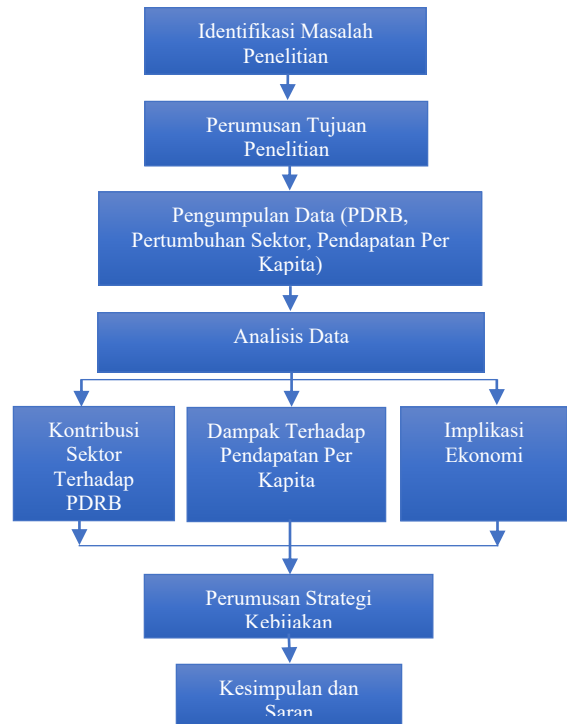 Identifikasi Masalah
Penelitian
Perumusan Tujuan
Penelitian
Pengumpulan Data (PDRB,
Pertumbuhan Sektor, Pendapatan Per
Kapita)
Analisis Data
Kontribusi
Sektor
Terhadap
PDRB
Dampak Terhadap
Pendapatan Per
Kapita
Implikasi
Ekonomi
Perumusan Strategi
Kebijakan
Kesimpulan dan
Saran